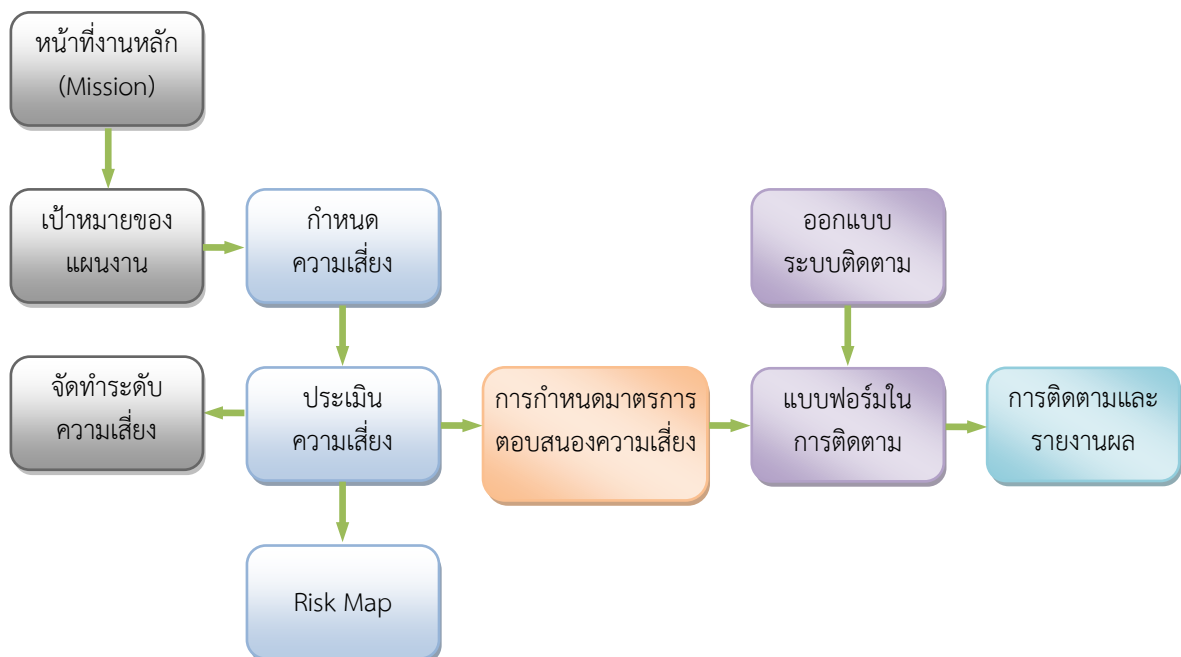 หน้าที่งานหลัก
(Mission)
เป้าหมายของ
แผนงาน
กำหนด
ความเสี่ยง
ออกแบบ
ระบบติดตาม
จัดทำระดับ
ความเสี่ยง
ประเมิน
ความเสี่ยง
การกำหนดมาตรการ
ตอบสนองความเสี่ยง
แบบฟอร์มใน
การติดตาม
การติดตามและ
รายงานผล
Risk Map